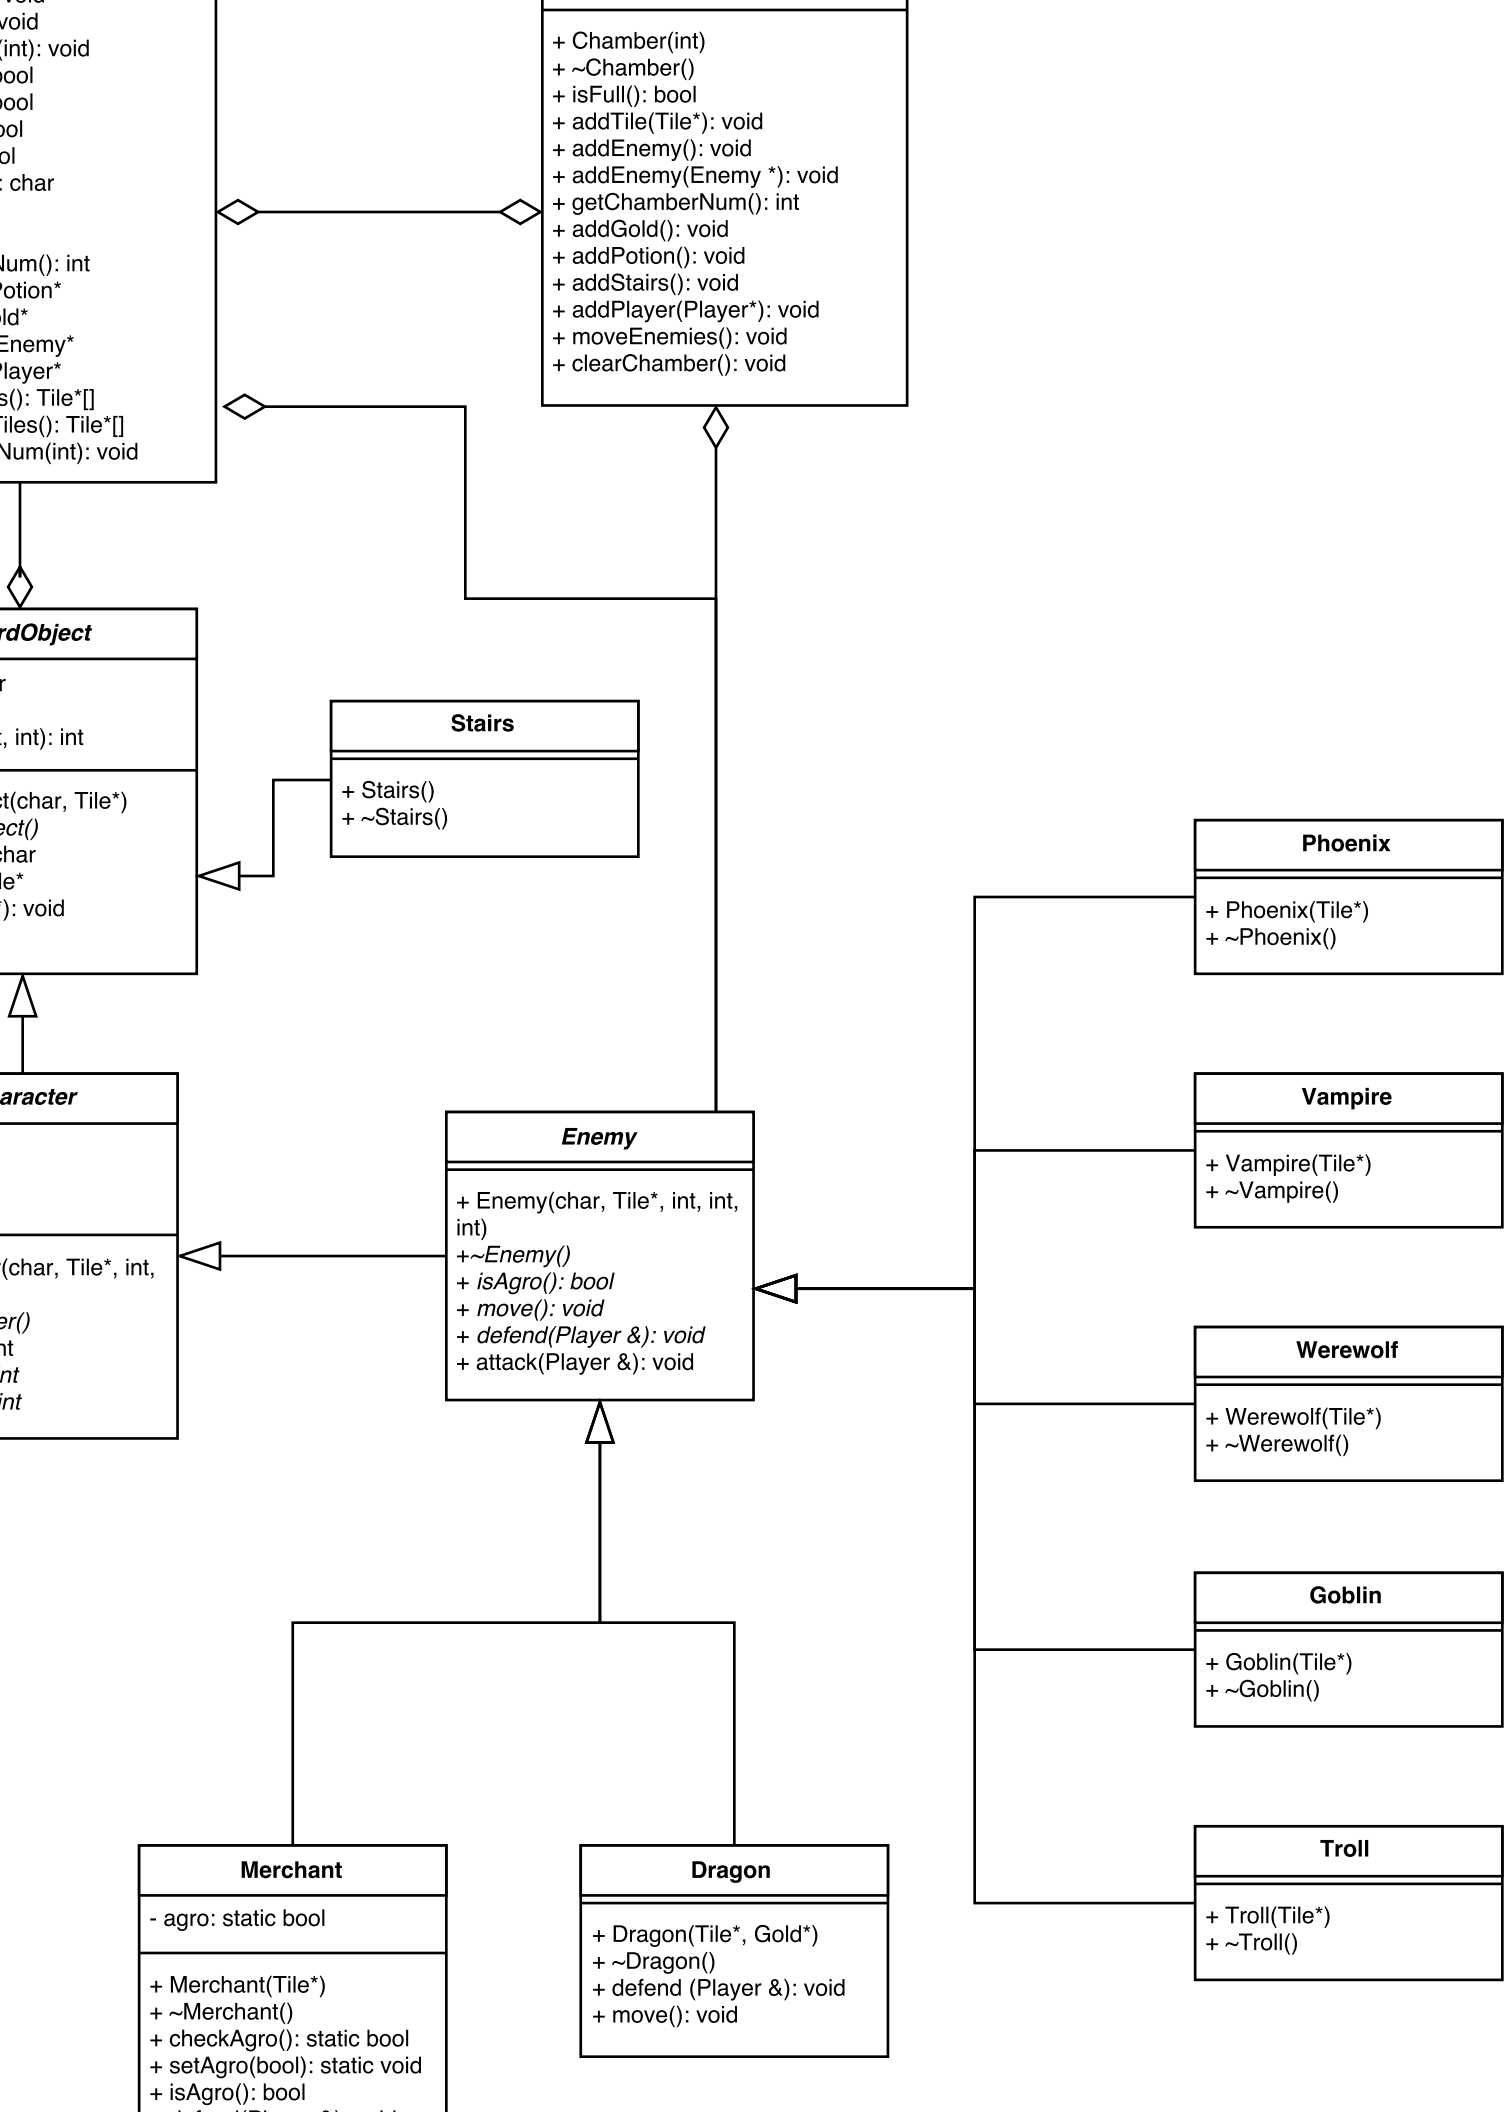 void
(int): void
bool
bool
: char
Num(): int
Potion*
Enemy*
Player*
s(): Tile*[]
Tiles(): Tile*[]
Num(int): void
+ Chamber(int)
+ ~Chamber()
+ isFull(): bool
+ addTile(Tile*): void
+ addEnemy(): void
+ addEnemy(Enemy *): void
+ getChamberNum(): int
+ addGold(): void
+ addPotion(): void
+ addStairs(): void
+ addPlayer(Player*): void
+ moveEnemies(): void
+ clearChamber(): void
rdObject
r
, int): int
ct(char, Tile*)
ect()
char
le*
*): void
Stairs
+ Stairs()
+ ~Stairs()
aracter
(char, Tile*, int,
er()
nt
int
int
Enemy
+ Enemy(char, Tile*, int, int,
int)
+~Enemy()
+ isAgro(): bool
+ move(): void
+ defend(Player &): void
+ attack(Player &): void
Phoenix
+ Phoenix(Tile*)
+ ~Phoenix()
Vampire
+ Vampire(Tile*)
+ ~Vampire()
Werewolf
+ Werewolf(Tile*)
+ ~Werewolf()
Goblin
+ Goblin(Tile*)
+ ~Goblin()
Troll
+ Troll(Tile*)
+ ~Troll()
Merchant
- agro: static bool
+ Merchant(Tile*)
+ ~Merchant()
+ checkAgro(): static bool
+ setAgro(bool): static void
+ isAgro(): bool
Dragon
+ Dragon(Tile*, Gold*)
+ ~Dragon()
+ defend (Player &): void
+ move(): void